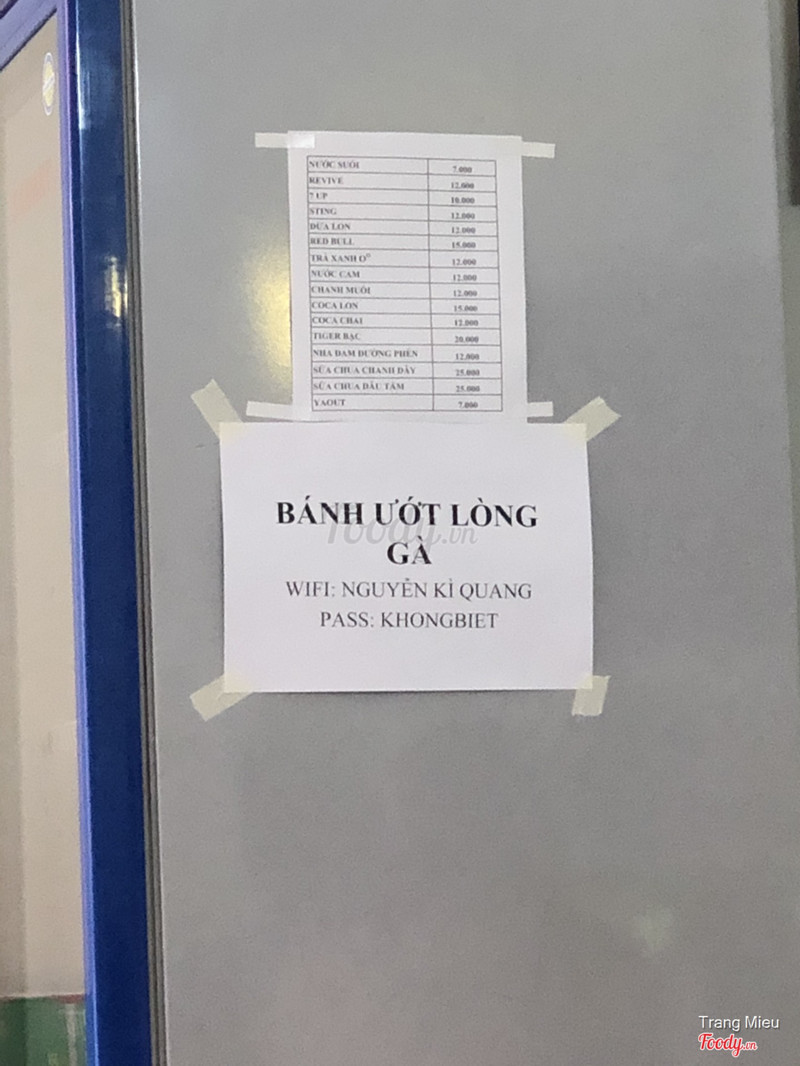 NƯỚC SUỐI 7.000
REVIVE 12.000
7 UP 10.000
STING 12.000
DỪA LON 12.000
RED BULL 15.000
TRÀ XANH O° 12.000
NƯỚC CAM 12.000
CHANH MUỐI 12.000
COCA LON 15.000
COCA CHAI 12.000
TIGER BẠC 20.000
NHA ĐAM ĐƯỜNG PHÈN 12.000
SỮA CHUA CHANH DÂY 25.000
SỮA CHUA DÂU TẰM 25.000
YAOUT 7.000
BÁNH ƯỚT LÒNG
GÀ
foody.vn
WIFI: NGUYỄN KÌ QUANG
PASS: KHONGBIET
Trang Mieu
Foody.vn